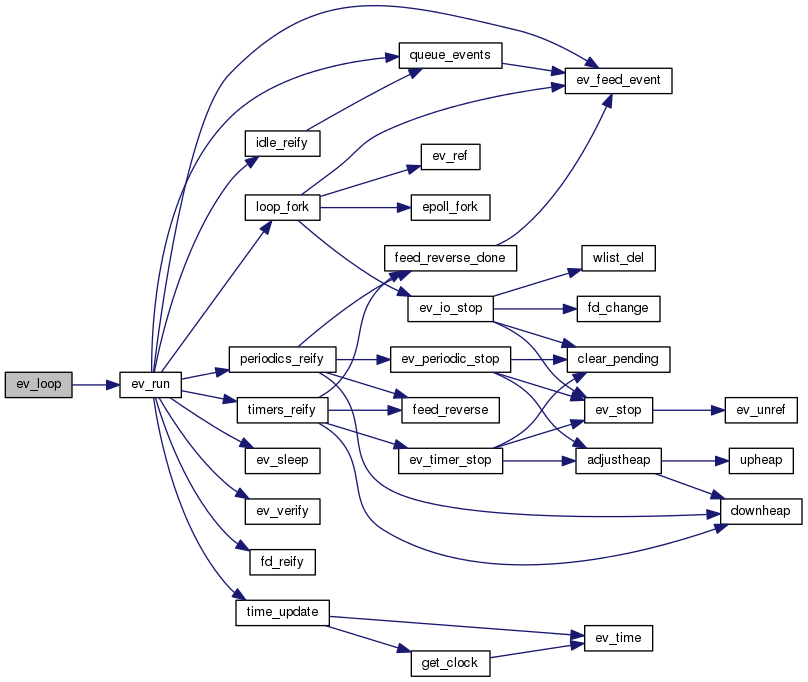 queue_events
ev_feed_event
idle_reify
ev_ref
loop_fork
epoll_fork
feed_reverse_done
wlist_del
ev_io_stop
fd_change
periodics_reify
ev_periodic_stop
clear_pending
ev_loop
ev_run
timers_reify
feed_reverse
ev_stop
ev_unref
ev_sleep
ev_timer_stop
adjustheap
upheap
ev_verify
downheap
fd_reify
time_update
ev_time
get_clock